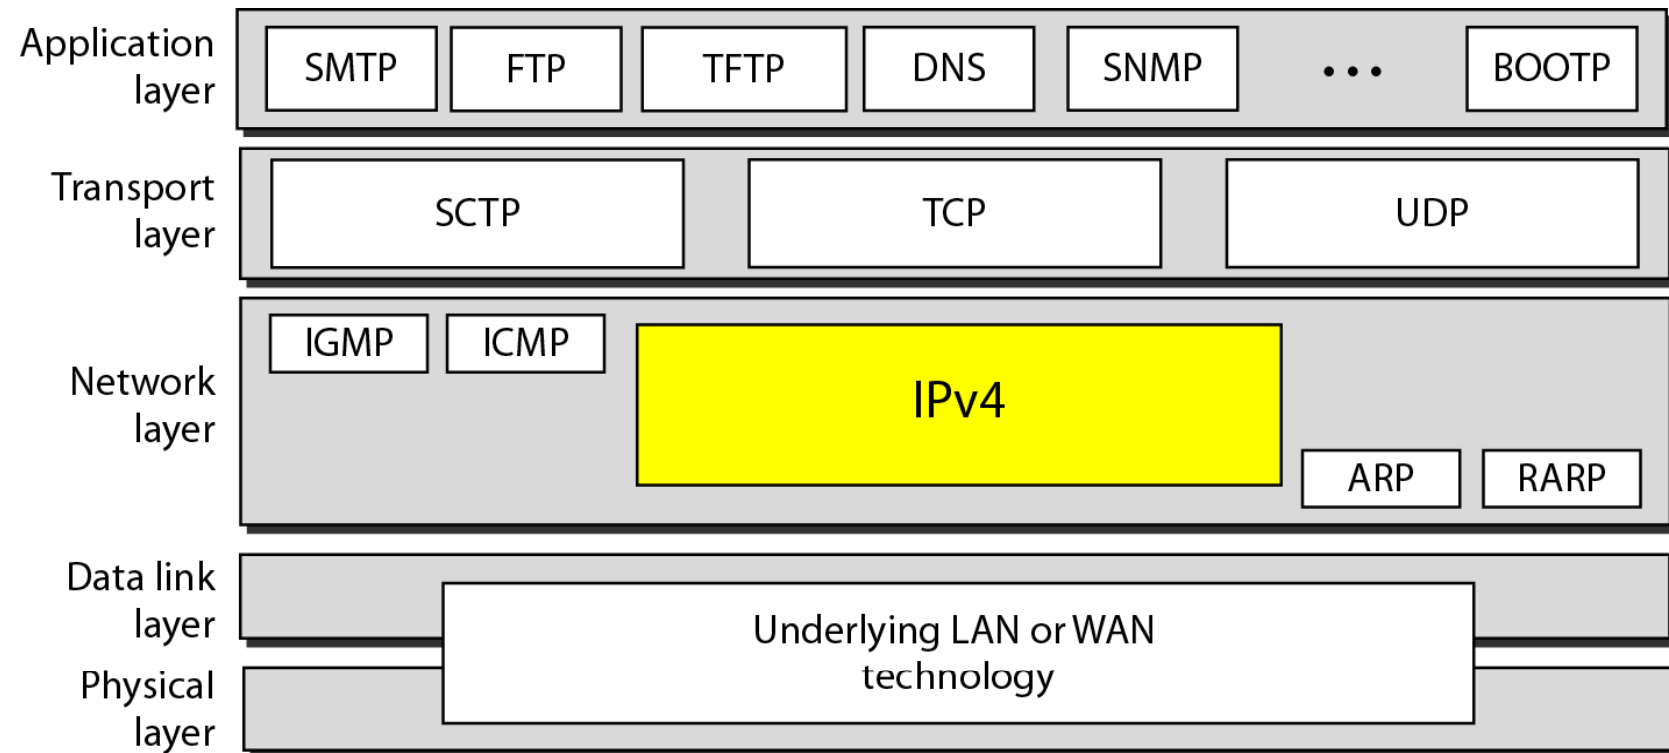 Application
layer
SMTP
FTP
TFTP
DNS
SNMP
...
BOOTP
Transport
layer
SCTP
TCP
UDP
Network
layer
IGMP
ICMP
IPv4
ARP
RARP
Data link
layer
Underlying LAN or WAN
technology
Physical
layer